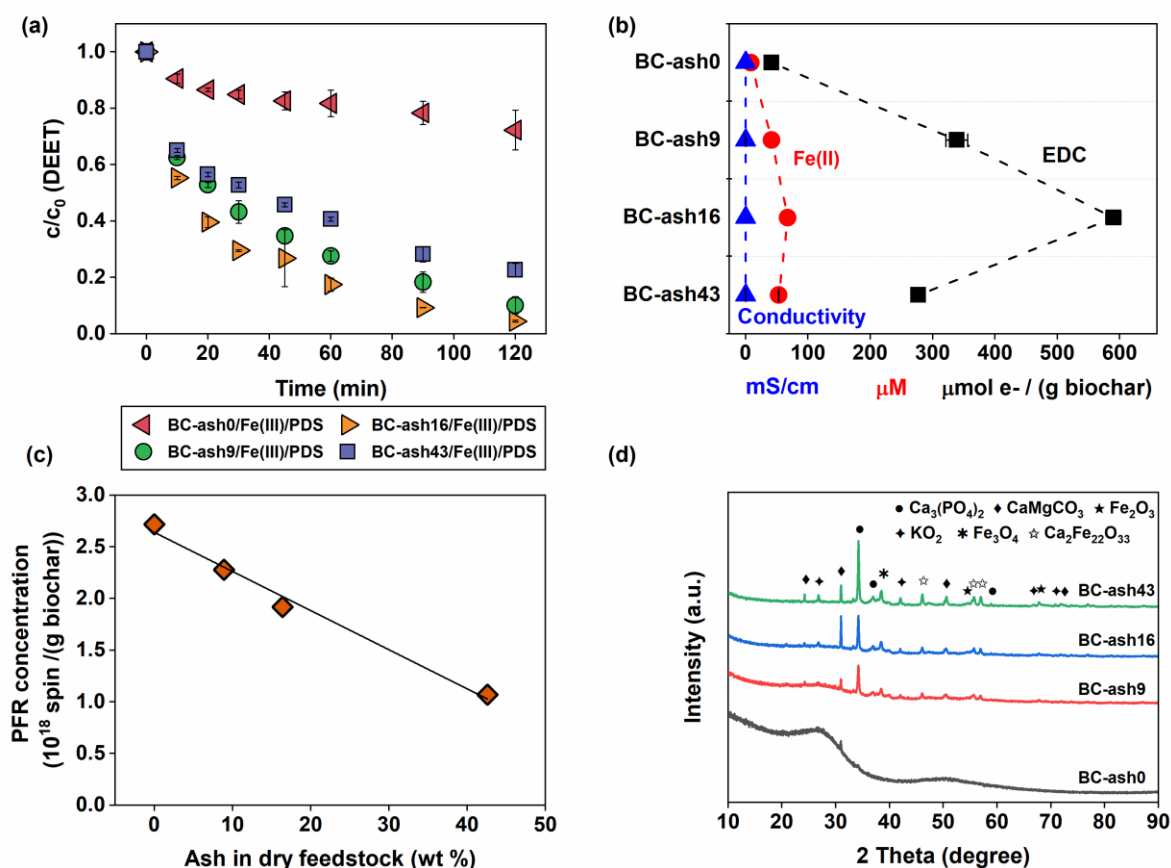 (a)
1.0
0.8
0.6
0.4
0.2
0.0
c/c₀ (DEET)
0 20 40 60 80 100 120
Time (min)
BC-ash0/Fe(III)/PDS BC-ash16/Fe(III)/PDS
BC-ash9/Fe(III)/PDS BC-ash43/Fe(III)/PDS
(b)
BC-ash0
BC-ash9
BC-ash16
BC-ash43
Fe(II)
EDC
Conductivity
0 100 200 300 400 500 600
mS/cm μM μmol e- / (g biochar)
(c)
3.0
2.5
2.0
1.5
1.0
0.5
0.0
PFR concentration
(10¹⁸ spin /(g biochar))
0 10 20 30 40 50
Ash in dry feedstock (wt %)
(d)
● Ca₃(PO₄)₂ ♦ CaMgCO₃ ★ Fe₂O₃
✦ KO₂ ✱ Fe₃O₄ ☆ Ca₂Fe₂₂O₃₃
BC-ash43
BC-ash16
BC-ash9
BC-ash0
Intensity (a.u.)
10 20 30 40 50 60 70 80 90
2 Theta (degree)